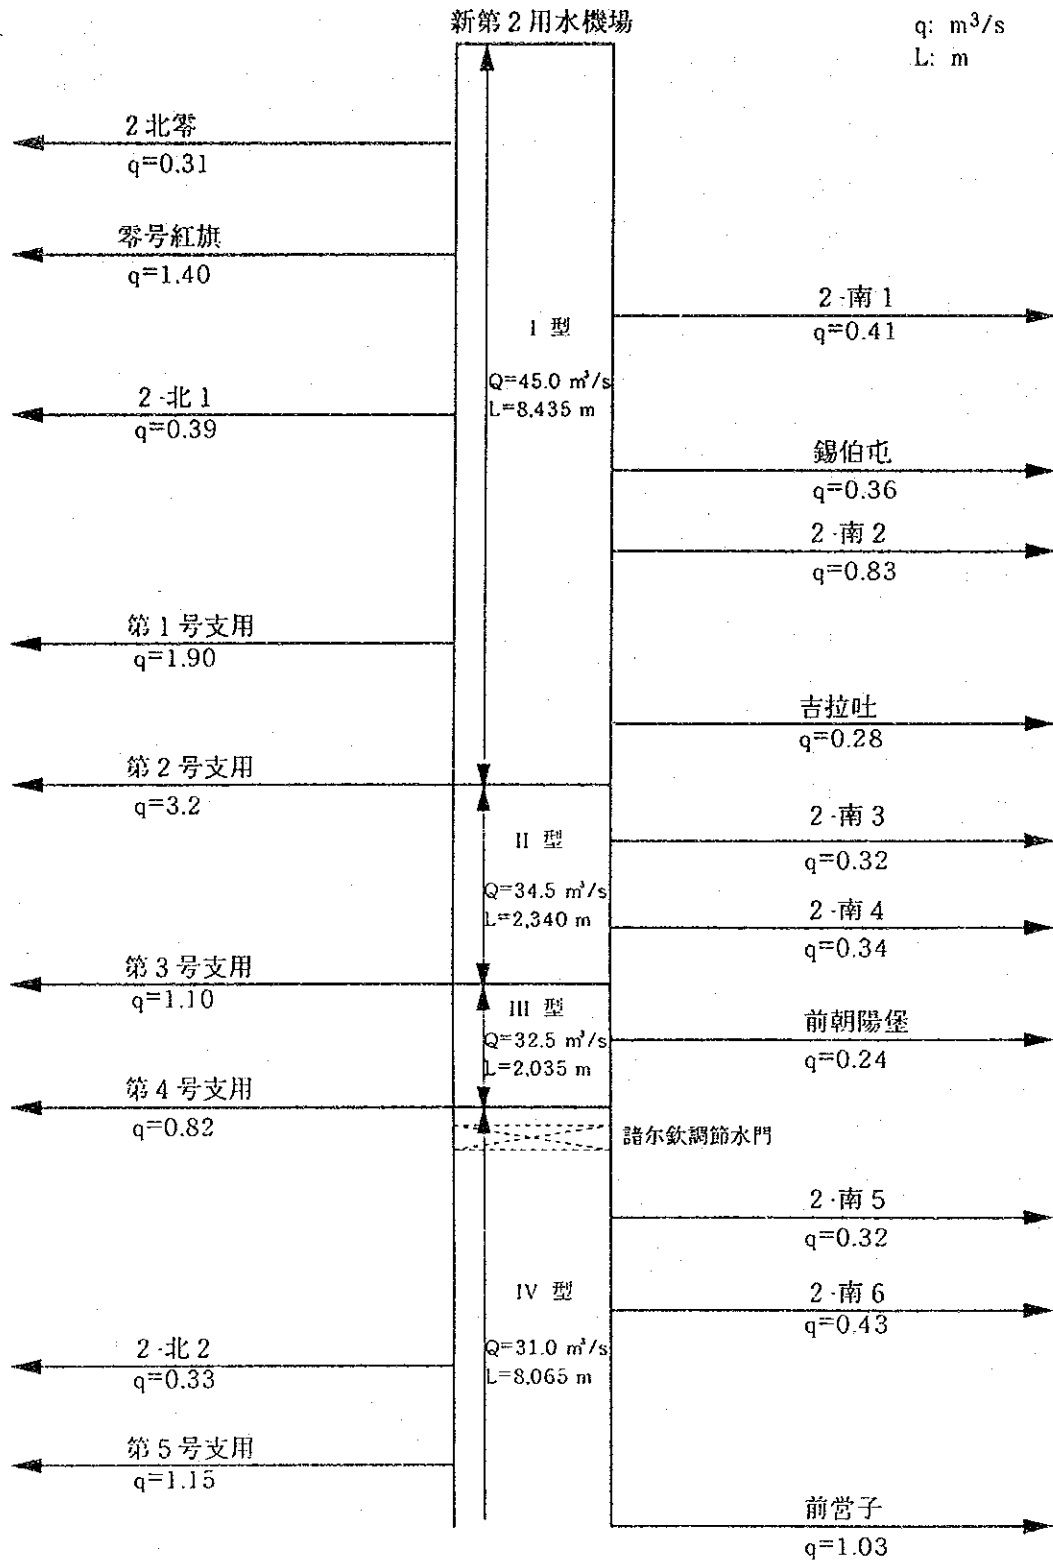 新第2用水機場
q: m³/s
L: m
2北零
q=0.31
零号紅旗
q=1.40
2·南1
q=0.41
I 型
Q=45.0 m³/s
L=8,435 m
2·北1
q=0.39
錫伯屯
q=0.36
2·南2
q=0.83
第1号支用
q=1.90
吉拉吐
q=0.28
第2号支用
q=3.2
2·南3
q=0.32
II 型
Q=34.5 m³/s
L=2,340 m
2·南4
q=0.34
第3号支用
q=1.10
III 型
Q=32.5 m³/s
L=2,035 m
前朝陽堡
q=0.24
第4号支用
q=0.82
諸尔欽調節水門
2·南5
q=0.32
IV 型
Q=31.0 m³/s
L=8,065 m
2·南6
q=0.43
2·北2
q=0.33
第5号支用
q=1.15
前営子
q=1.03